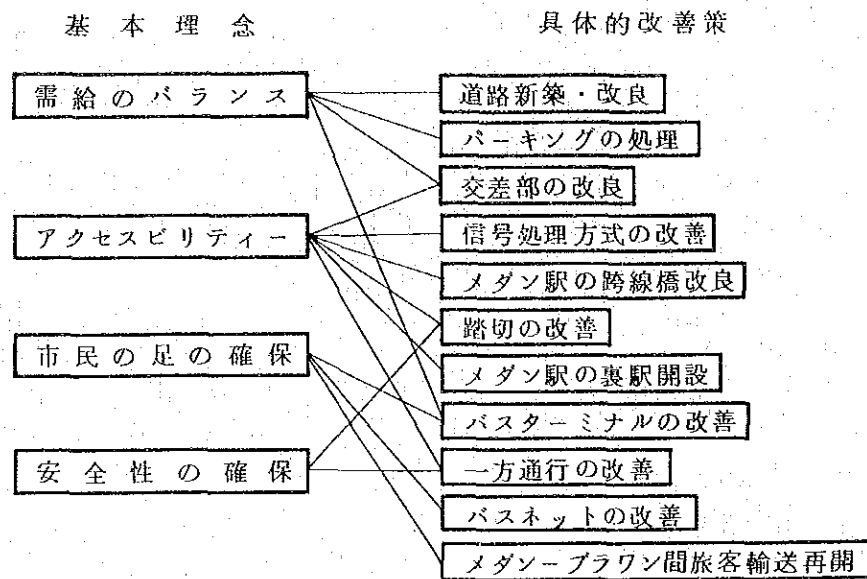 基本理念
具体的改善策
需給のバランス
アクセスビリティー
市民の足の確保
安全性の確保
道路新築・改良
パーキングの処理
交差部の改良
信号処理方式の改善
メダン駅の跨線橋改良
踏切の改善
メダン駅の裏駅開設
バスターミナルの改善
一方通行の改善
バスネットの改善
メダンーブラワン間旅客輸送再開